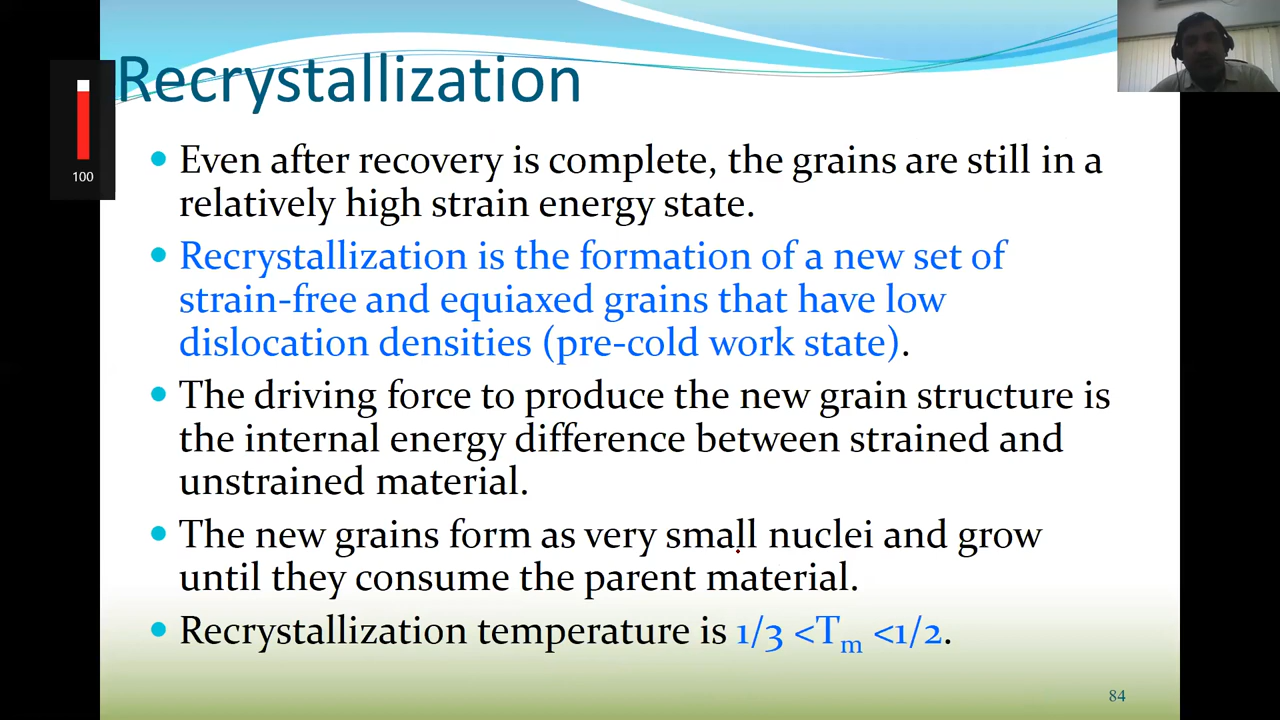 Recrystallization
100
• Even after recovery is complete, the grains are still in a
relatively high strain energy state.
• Recrystallization is the formation of a new set of
strain-free and equiaxed grains that have low
dislocation densities (pre-cold work state).
• The driving force to produce the new grain structure is
the internal energy difference between strained and
unstrained material.
• The new grains form as very small nuclei and grow
until they consume the parent material.
• Recrystallization temperature is 1/3 <Tm <1/2.
84